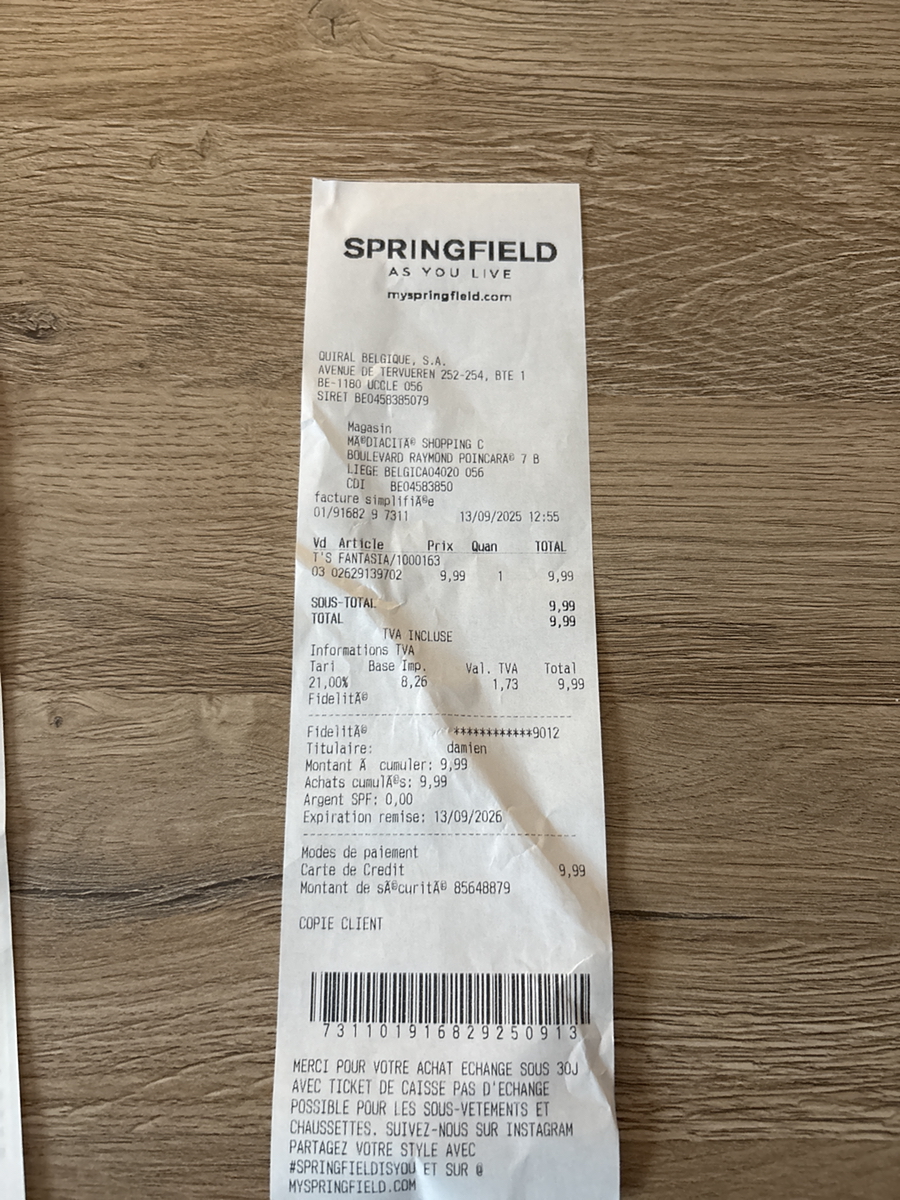 SPRINGFIELD
AS YOU LIVE
myspringfield.com
QUIRAL BELGIQUE, S.A.
AVENUE DE TERVUEREN 252-254, BTE 1
BE-1180 UCCLE 056
SIRET BE0458385079
Magasin
MÃ©DIACITÃ© SHOPPING C
BOULEVARD RAYMOND POINCARÃ© 7 B
LIEGE BELGICA04020 056
CDI BE04583850
facture simplifiÃ©e
01/91682 9 7311 13/09/2025 12:55
Vd Article Prix Quan TOTAL
T'S FANTASIA/1000163
03 02629139702 9,99 1 9,99
SOUS-TOTAL 9,99
TOTAL 9,99
TVA INCLUSE
Informations TVA
Tari Base Imp. Val. TVA Total
21,00% 8,26 1,73 9,99
FidelitÃ©
FidelitÃ© ************9012
Titulaire: damien
Montant Ã cumuler: 9,99
Achats cumulÃ©s: 9,99
Argent SPF: 0,00
Expiration remise: 13/09/2026
Modes de paiement
Carte de Credit 9,99
Montant de sÃ©curitÃ© 85648879
COPIE CLIENT
731101916829250913
MERCI POUR VOTRE ACHAT ECHANGE SOUS 30J
AVEC TICKET DE CAISSE PAS D'ECHANGE
POSSIBLE POUR LES SOUS-VETEMENTS ET
CHAUSSETTES. SUIVEZ-NOUS SUR INSTAGRAM
PARTAGEZ VOTRE STYLE AVEC
#SPRINGFIELDISYOU ET SUR @
MYSPRINGFIELD.COM